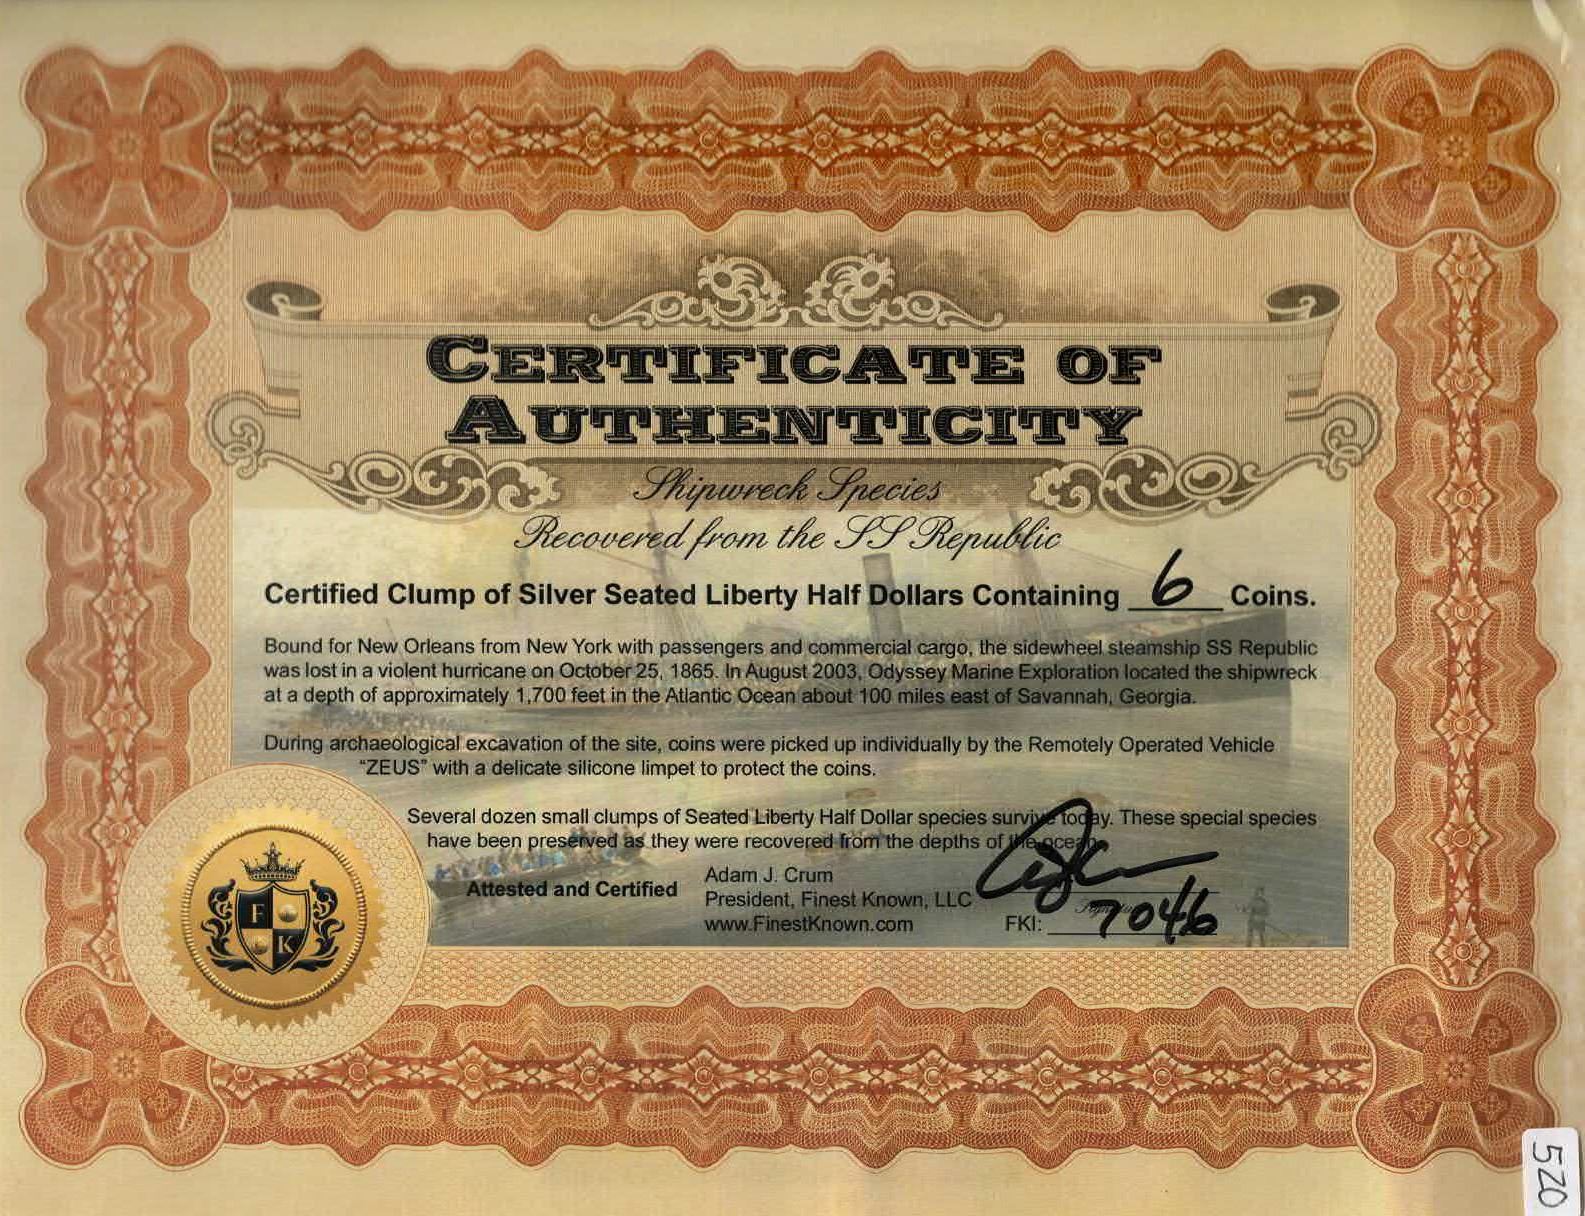 CERTIFICATE OF
AUTHENTICITY
Shipwreck Species
Recovered from the SS Republic
Certified Clump of Silver Seated Liberty Half Dollars Containing 6 Coins.
Bound for New Orleans from New York with passengers and commercial cargo, the sidewheel steamship SS Republic
was lost in a violent hurricane on October 25, 1865. In August 2003, Odyssey Marine Exploration located the shipwreck
at a depth of approximately 1,700 feet in the Atlantic Ocean about 100 miles east of Savannah, Georgia.
During archaeological excavation of the site, coins were picked up individually by the Remotely Operated Vehicle
"ZEUS" with a delicate silicone limpet to protect the coins.
Several dozen small clumps of Seated Liberty Half Dollar species survive today. These special species
have been preserved as they were recovered from the depths of the ocean.
Attested and Certified
Adam J. Crum
President, Finest Known, LLC
www.FinestKnown.com
FKI: 7046
F
K
520